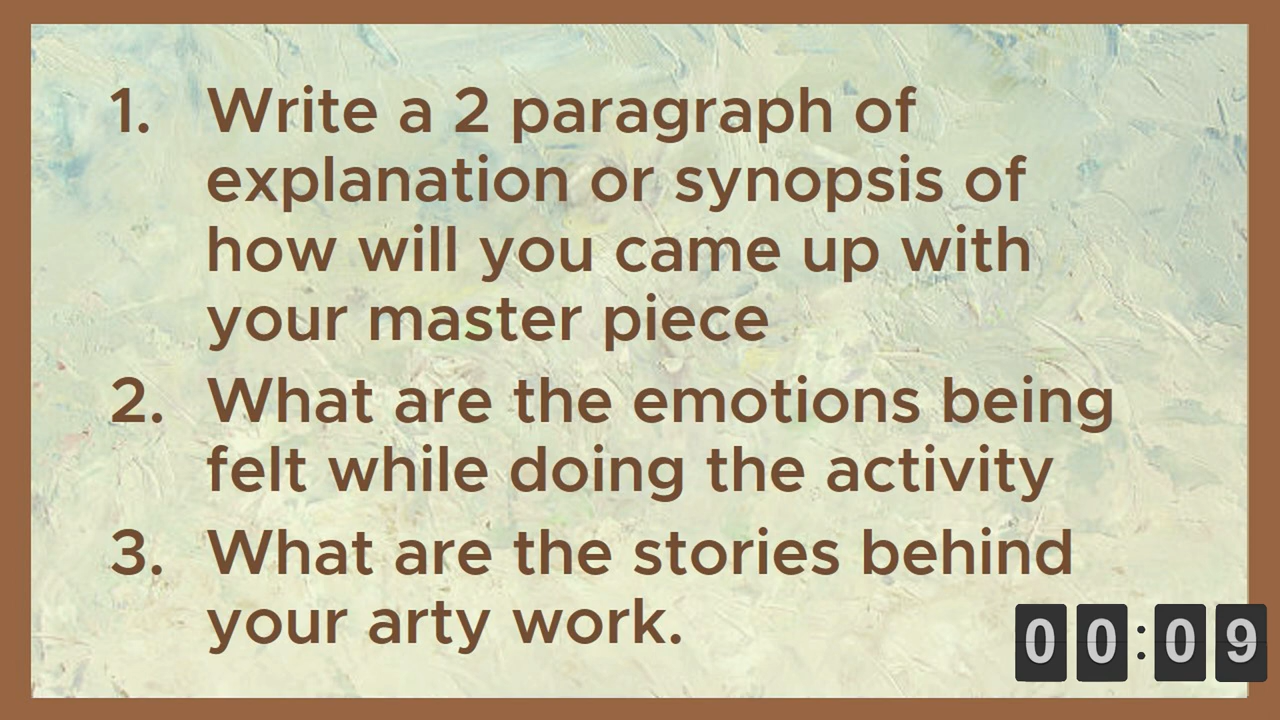 1. Write a 2 paragraph of
explanation or synopsis of
how will you came up with
your master piece
2. What are the emotions being
felt while doing the activity
3. What are the stories behind
your arty work.
00:09